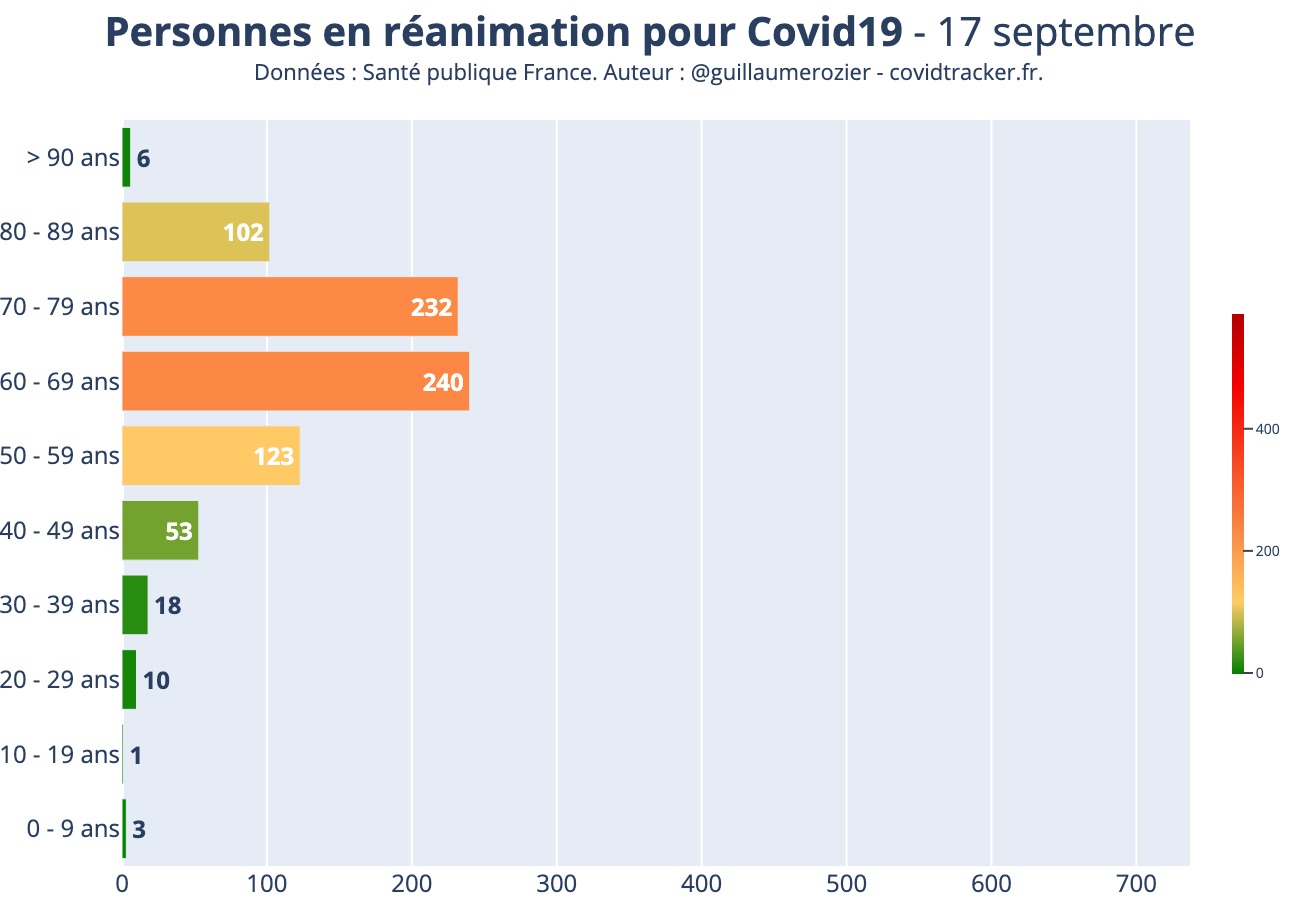 Personnes en réanimation pour Covid19 - 17 septembre
Données : Santé publique France. Auteur : @guillaumerozier - covidtracker.fr.
> 90 ans 6
80 - 89 ans 102
70 - 79 ans 232
60 - 69 ans 240
50 - 59 ans 123
40 - 49 ans 53
30 - 39 ans 18
20 - 29 ans 10
10 - 19 ans 1
0 - 9 ans 3
0 100 200 300 400 500 600 700
400
200
0